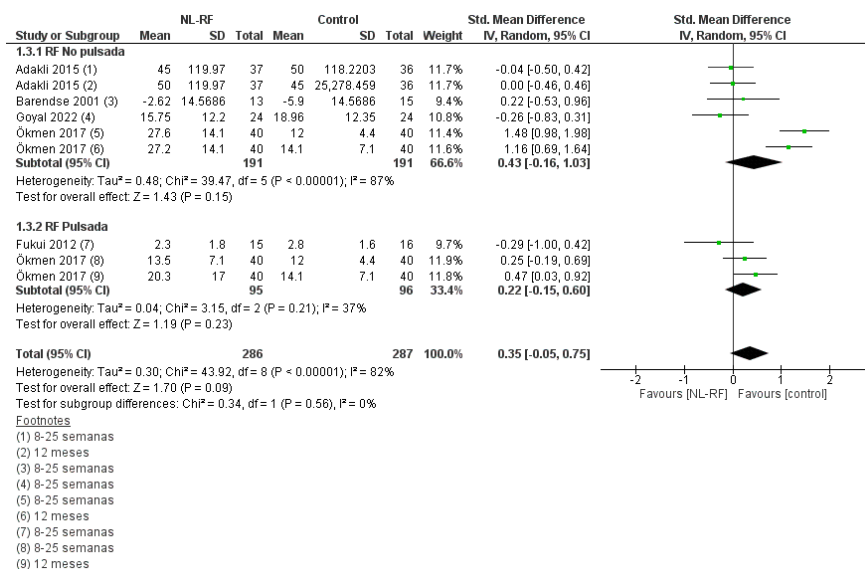 NL-RF Control Std. Mean Difference Std. Mean Difference
Study or Subgroup Mean SD Total Mean SD Total Weight IV, Random, 95% CI IV, Random, 95% CI
1.3.1 RF No pulsada
Adakli 2015 (1) 45 119.97 37 50 118.2203 36 11.7% -0.04 [-0.50, 0.42]
Adakli 2015 (2) 50 119.97 37 45 25,278.459 36 11.7% 0.00 [-0.46, 0.46]
Barendse 2001 (3) -2.62 14.5686 13 -5.9 14.5686 15 9.4% 0.22 [-0.53, 0.96]
Goyal 2022 (4) 15.75 12.2 24 18.96 12.35 24 10.8% -0.26 [-0.83, 0.31]
Ökmen 2017 (5) 27.6 14.1 40 12 4.4 40 11.4% 1.48 [0.98, 1.98]
Ökmen 2017 (6) 27.2 14.1 40 14.1 7.1 40 11.6% 1.16 [0.69, 1.64]
Subtotal (95% CI) 191 191 66.6% 0.43 [-0.16, 1.03]
Heterogeneity: Tau² = 0.48; Chi² = 39.47, df = 5 (P < 0.00001); I² = 87%
Test for overall effect: Z = 1.43 (P = 0.15)
1.3.2 RF Pulsada
Fukui 2012 (7) 2.3 1.8 15 2.8 1.6 16 9.7% -0.29 [-1.00, 0.42]
Ökmen 2017 (8) 13.5 7.1 40 12 4.4 40 11.9% 0.25 [-0.19, 0.69]
Ökmen 2017 (9) 20.3 17 40 14.1 7.1 40 11.8% 0.47 [0.03, 0.92]
Subtotal (95% CI) 95 96 33.4% 0.22 [-0.15, 0.60]
Heterogeneity: Tau² = 0.04; Chi² = 3.15, df = 2 (P = 0.21); I² = 37%
Test for overall effect: Z = 1.19 (P = 0.23)
Total (95% CI) 286 287 100.0% 0.35 [-0.05, 0.75]
Heterogeneity: Tau² = 0.30; Chi² = 43.92, df = 8 (P < 0.00001); I² = 82%
Test for overall effect: Z = 1.70 (P = 0.09)
Test for subgroup differences: Chi² = 0.34, df = 1 (P = 0.56), I² = 0%
-2 -1 0 1 2
Favours [NL-RF] Favours [control]
Footnotes
(1) 8-25 semanas
(2) 12 meses
(3) 8-25 semanas
(4) 8-25 semanas
(5) 8-25 semanas
(6) 12 meses
(7) 8-25 semanas
(8) 8-25 semanas
(9) 12 meses